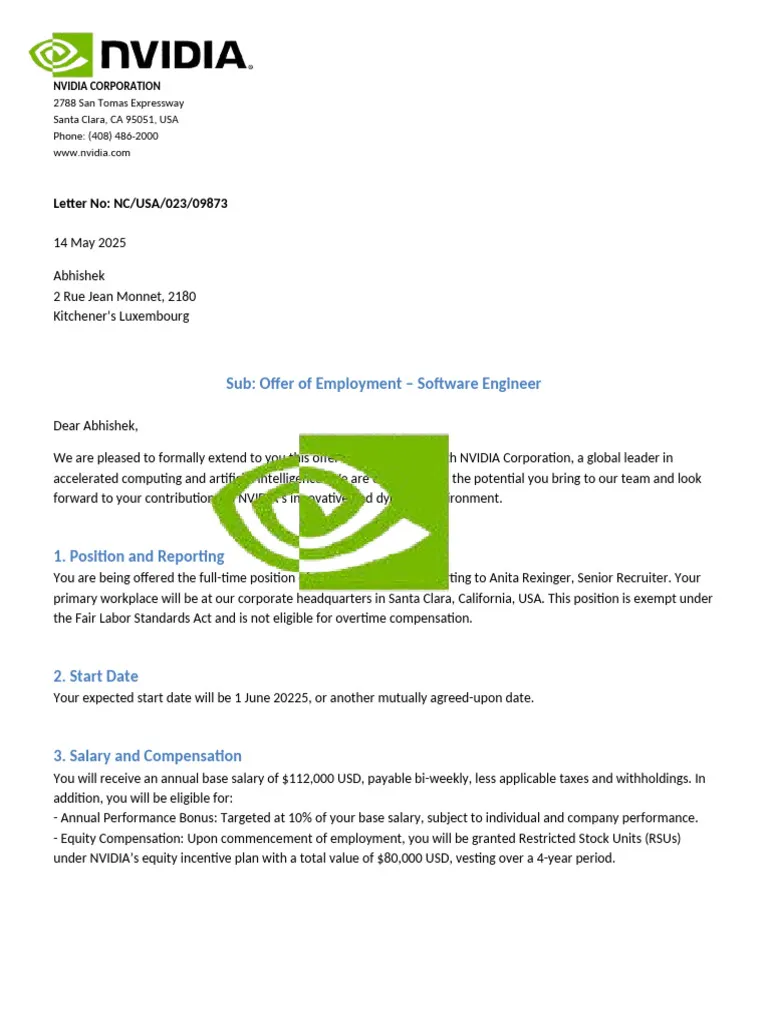 NVIDIA
NVIDIA CORPORATION
2788 San Tomas Expressway
Santa Clara, CA 95051, USA
Phone: (408) 486-2000
www.nvidia.com
Letter No: NC/USA/023/09873
14 May 2025
Abhishek
2 Rue Jean Monnet, 2180
Kitchener’s Luxembourg
Sub: Offer of Employment – Software Engineer
Dear Abhishek,
We are pleased to formally extend to you this offer NVIDIA Corporation, a global leader in
accelerated computing and artificial intelligence. We are the potential you bring to our team and look
forward to your contribution NVIDIA’s innovative and
1. Position and Reporting
You are being offered the full-time position to Anita Rexinger, Senior Recruiter. Your
primary workplace will be at our corporate headquarters in Santa Clara, California, USA. This position is exempt under
the Fair Labor Standards Act and is not eligible for overtime compensation.
2. Start Date
Your expected start date will be 1 June 20225, or another mutually agreed-upon date.
3. Salary and Compensation
You will receive an annual base salary of $112,000 USD, payable bi-weekly, less applicable taxes and withholdings. In
addition, you will be eligible for:
- Annual Performance Bonus: Targeted at 10% of your base salary, subject to individual and company performance.
- Equity Compensation: Upon commencement of employment, you will be granted Restricted Stock Units (RSUs)
under NVIDIA’s equity incentive plan with a total value of $80,000 USD, vesting over a 4-year period.